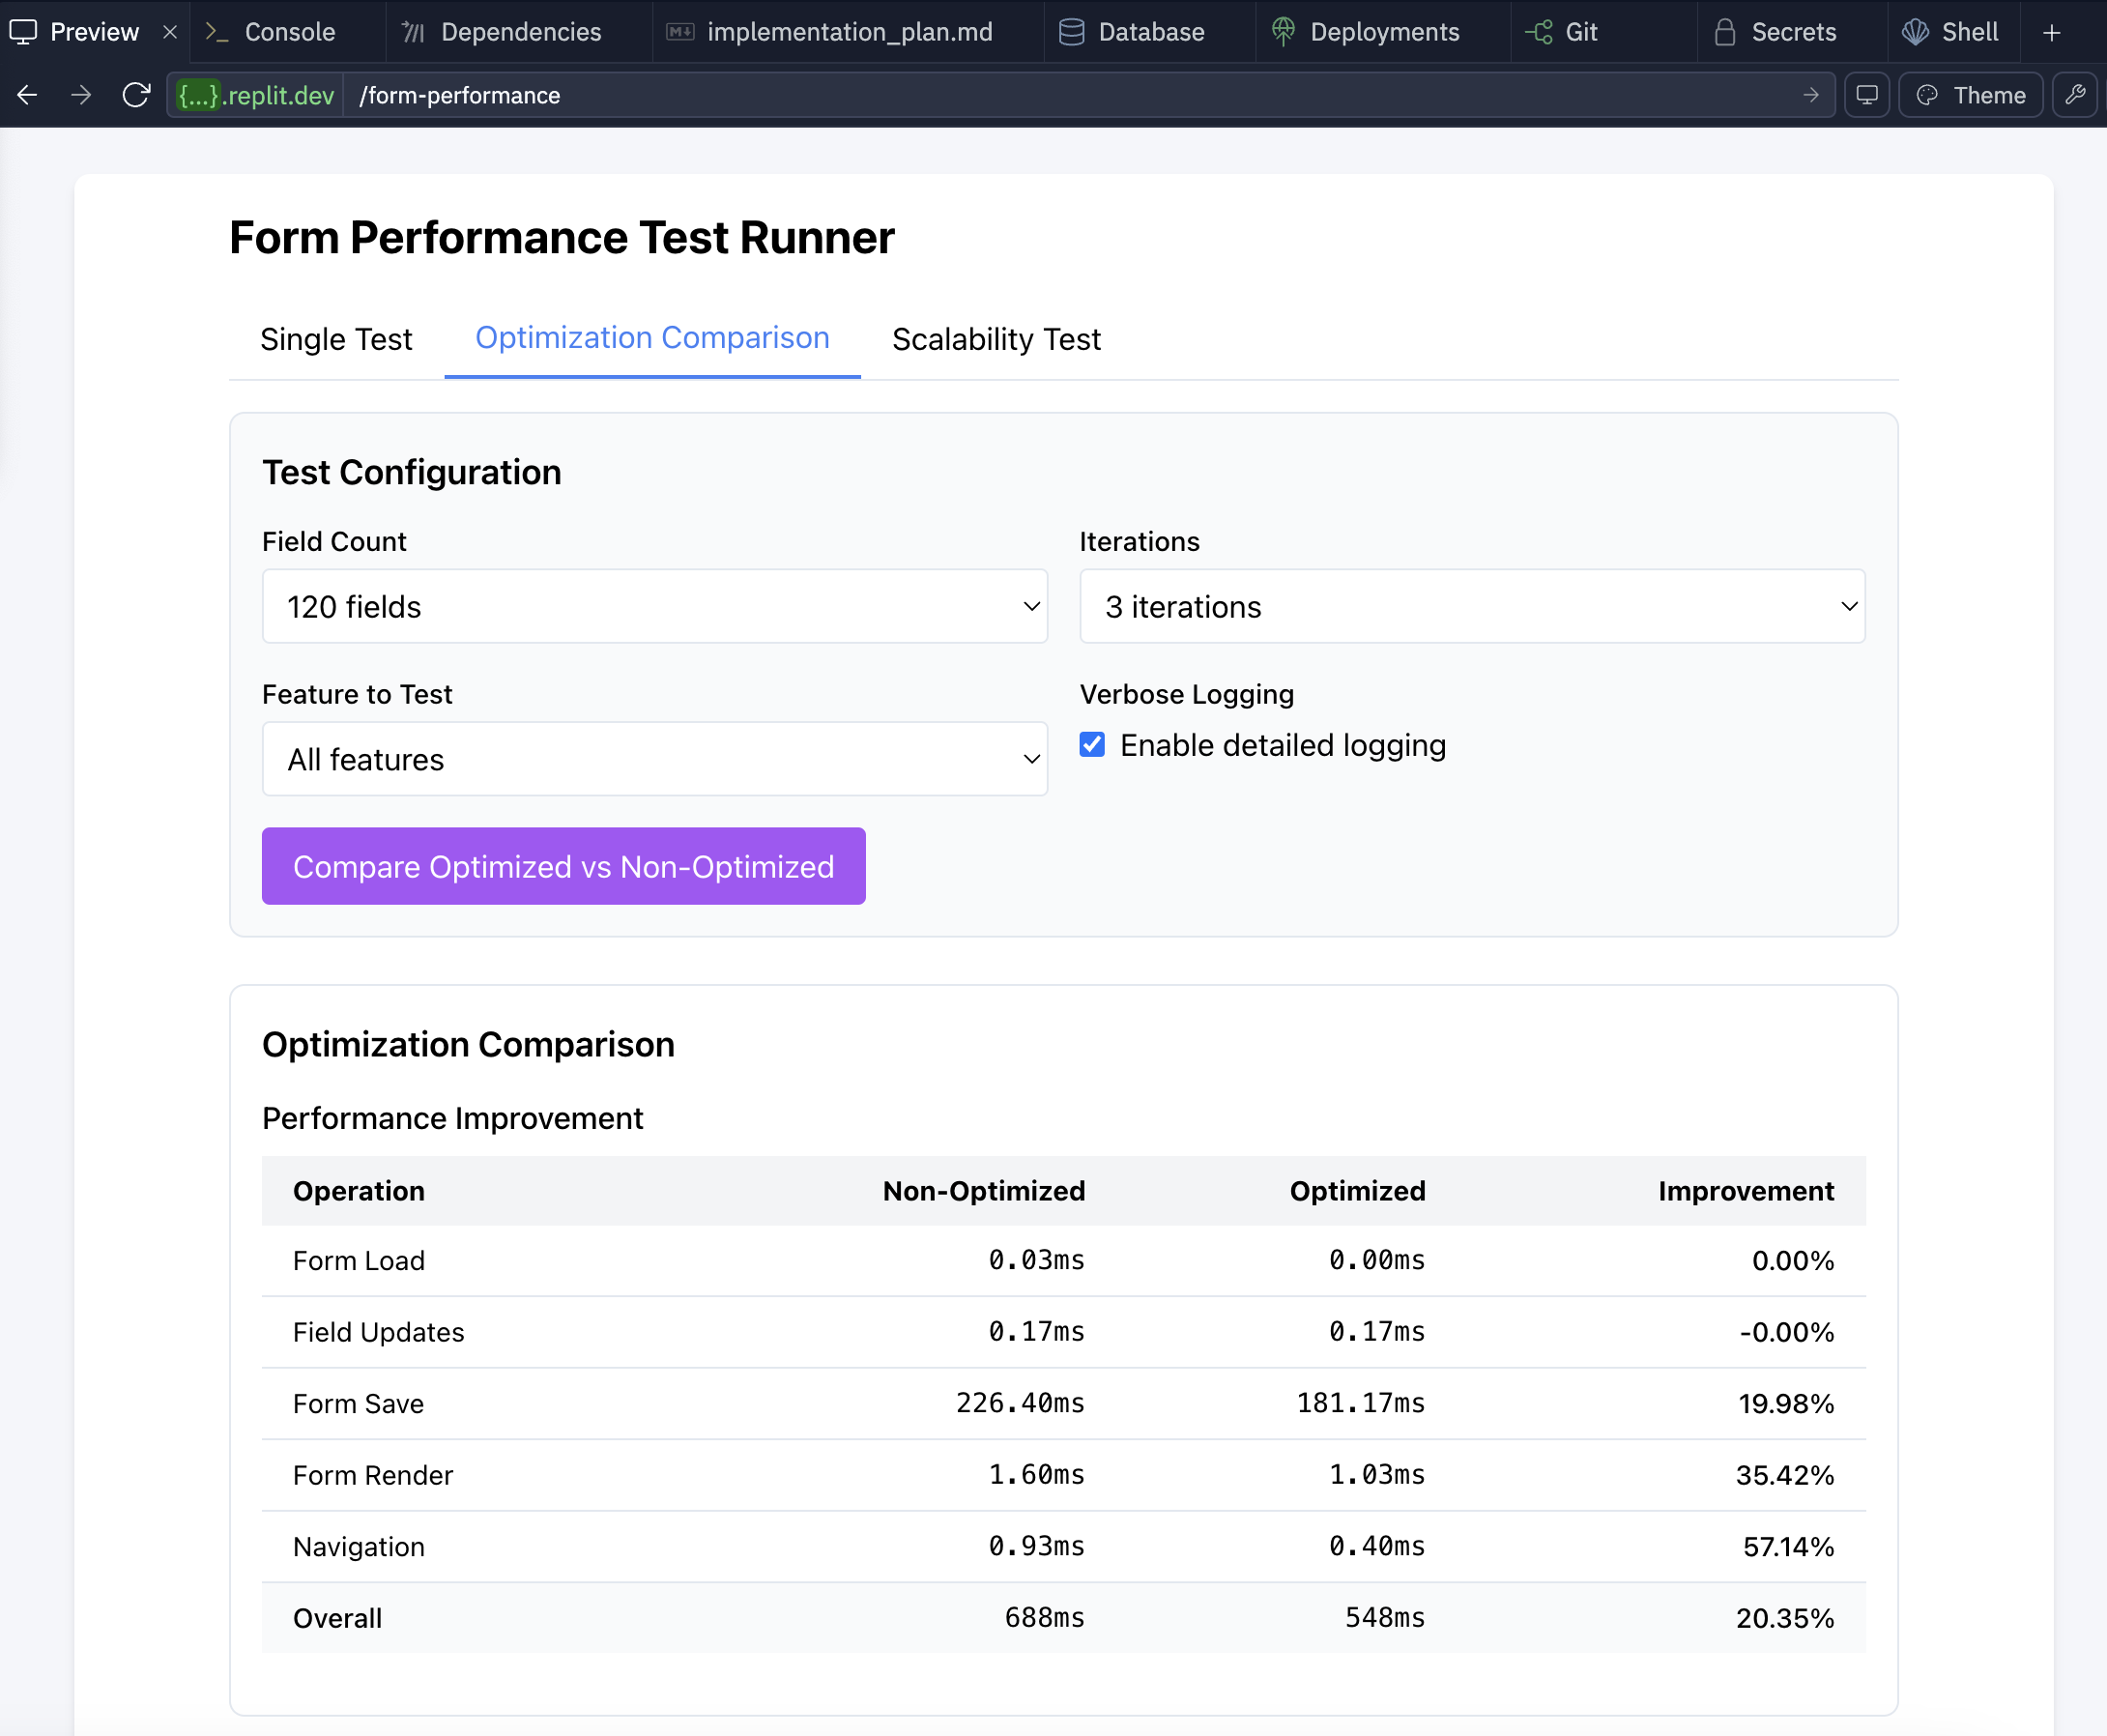 Preview Console Dependencies implementation_plan.md Database Deployments Git Secrets Shell
{...}.replit.dev /form-performance Theme
Form Performance Test Runner
Single Test Optimization Comparison Scalability Test
Test Configuration
Field Count Iterations
120 fields 3 iterations
Feature to Test Verbose Logging
All features Enable detailed logging
Compare Optimized vs Non-Optimized
Optimization Comparison
Performance Improvement
Operation Non-Optimized Optimized Improvement
Form Load 0.03ms 0.00ms 0.00%
Field Updates 0.17ms 0.17ms -0.00%
Form Save 226.40ms 181.17ms 19.98%
Form Render 1.60ms 1.03ms 35.42%
Navigation 0.93ms 0.40ms 57.14%
Overall 688ms 548ms 20.35%